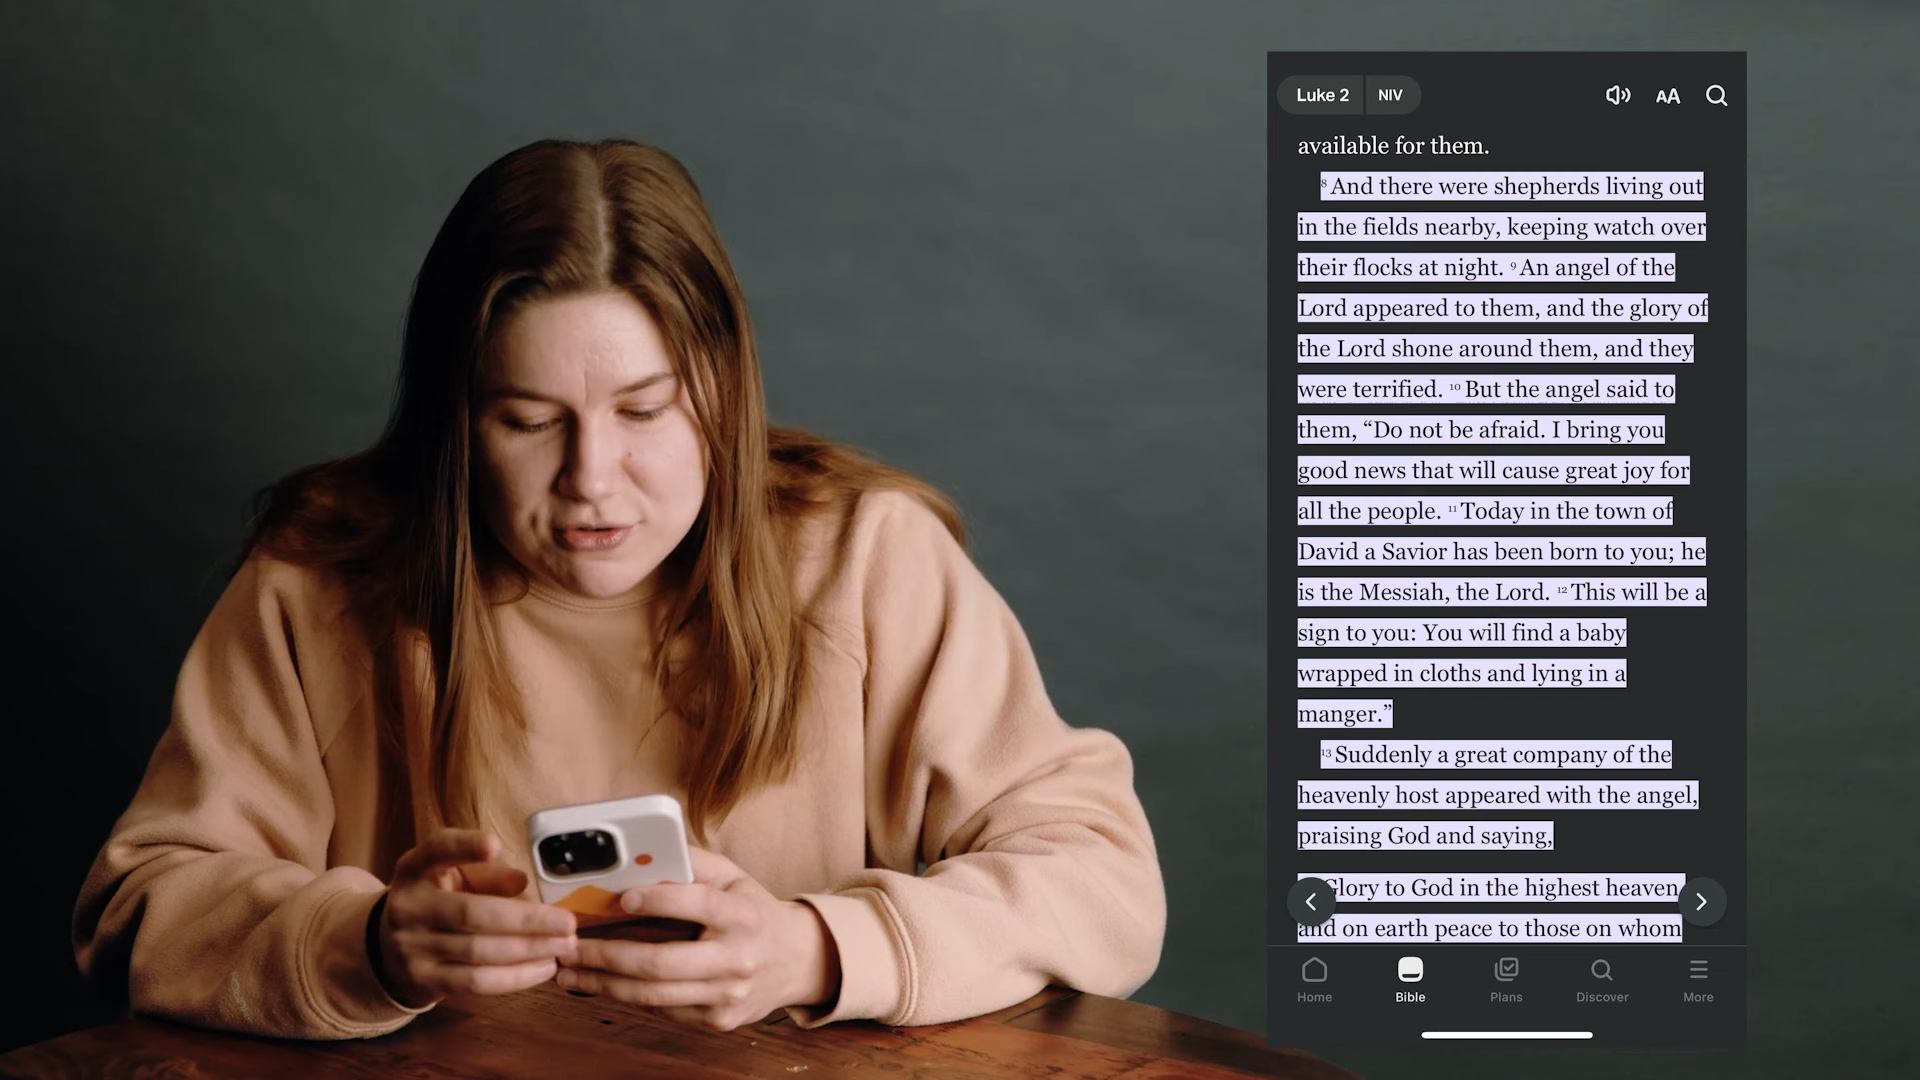 Luke 2 NIV
AA
available for them.
8 And there were shepherds living out
in the fields nearby, keeping watch over
their flocks at night. 9 An angel of the
Lord appeared to them, and the glory of
the Lord shone around them, and they
were terrified. 10 But the angel said to
them, “Do not be afraid. I bring you
good news that will cause great joy for
all the people. 11 Today in the town of
David a Savior has been born to you; he
is the Messiah, the Lord. 12 This will be a
sign to you: You will find a baby
wrapped in cloths and lying in a
manger.”
13 Suddenly a great company of the
heavenly host appeared with the angel,
praising God and saying,
Glory to God in the highest heaven
and on earth peace to those on whom
Home Bible Plans Discover More